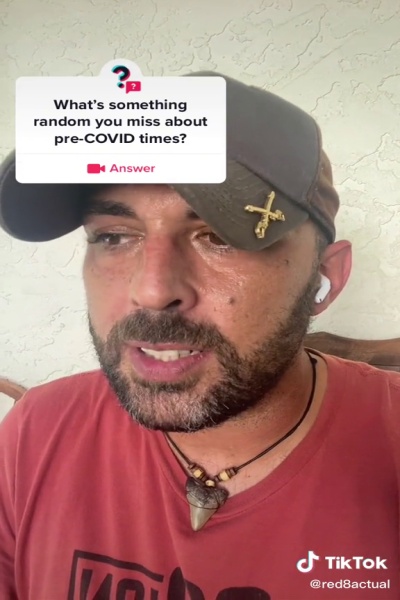 What's something
random you miss about
pre-COVID times?
Answer
TikTok
@red8actual